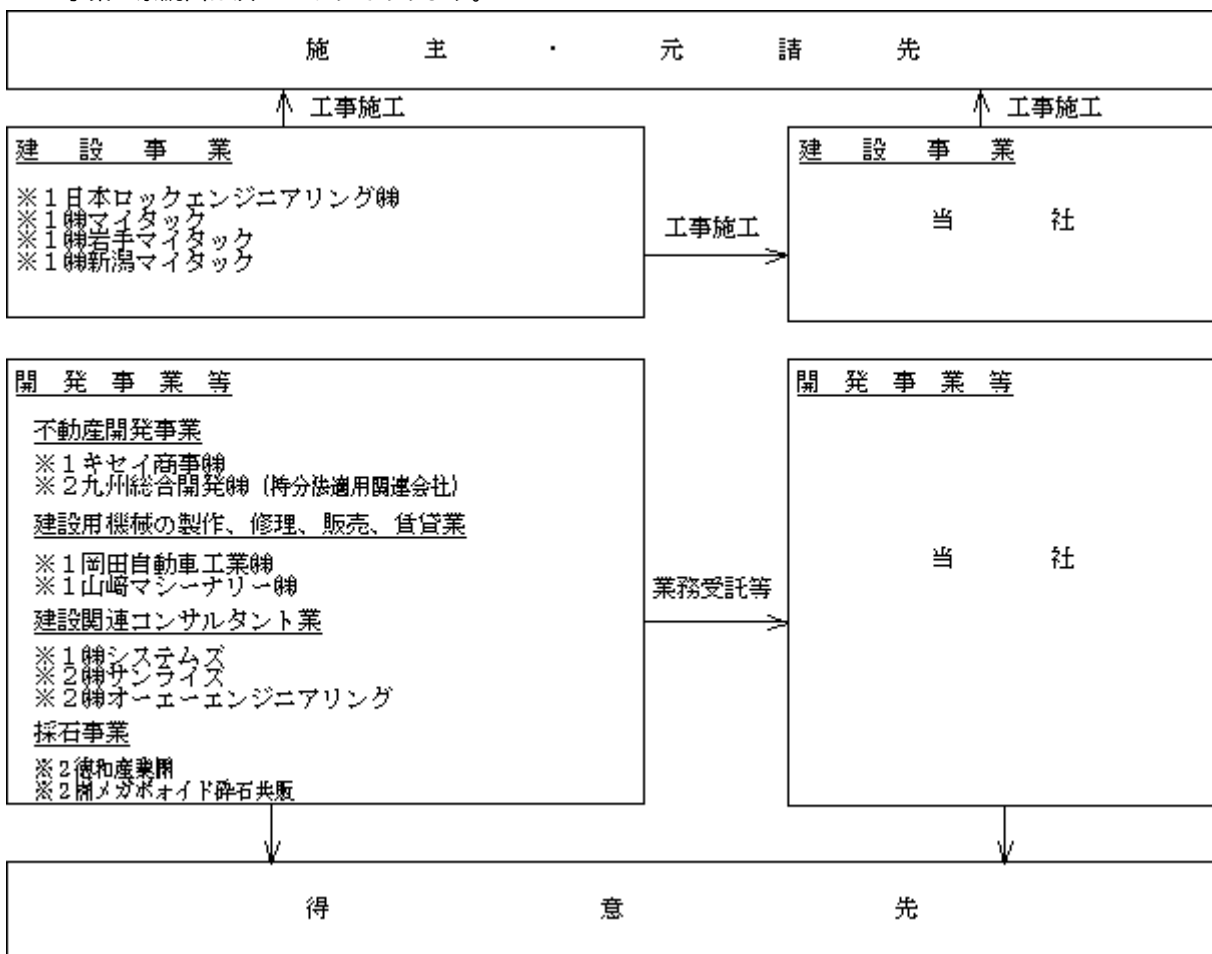 施主・元請先
工事施工
工事施工
建設事業
※1日本ロックエンジニアリング㈱
※1㈱マイタック
※1㈱岩手マイタック
※1㈱新潟マイタック
工事施工
建設事業
当社
開発事業等
不動産開発事業
※1キセイ商事㈱
※2九州総合開発㈱(持分法適用関連会社)
建設用機械の製作、修理、販売、賃貸業
※1岡田自動車工業㈱
※1山﨑マシーナリー㈱
建設関連コンサルタント業
※1㈱システムズ
※2㈱サンライズ
※2㈱オーエーエンジニアリング
採石事業
※2徳和産業㈲
※2㈲メガボォイド砕石共販
業務受託等
開発事業等
当社
得意先